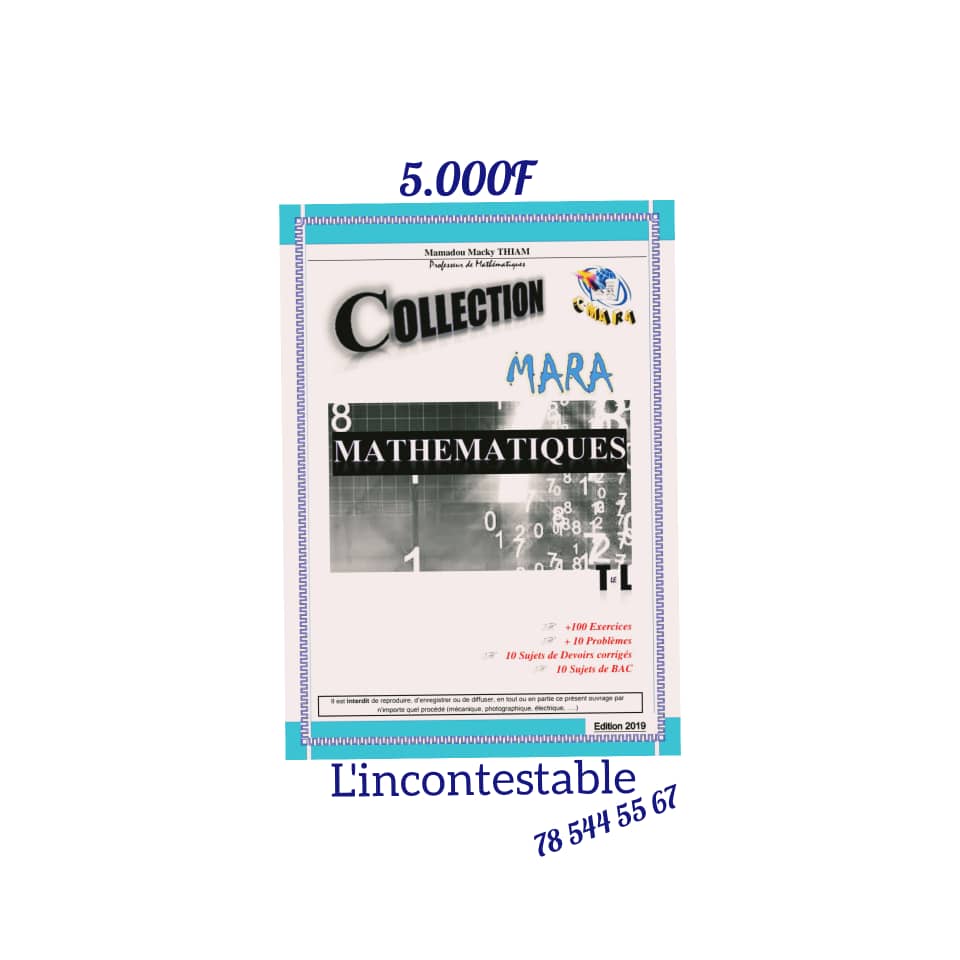 5.000F
Mamadou Macky THIAM
Professeur de Mathématiques
COLLECTION
C-MARA
MARA
MATHEMATIQUES
TLEL
+100 Exercices
+ 10 Problèmes
10 Sujets de Devoirs corrigés
10 Sujets de BAC
Il est interdit de reproduire, d'enregistrer ou de diffuser, en tout ou en partie ce présent ouvrage par
n'importe quel procédé (mécanique, photographique, électrique, ….)
Edition 2019
L'incontestable
78 544 55 67